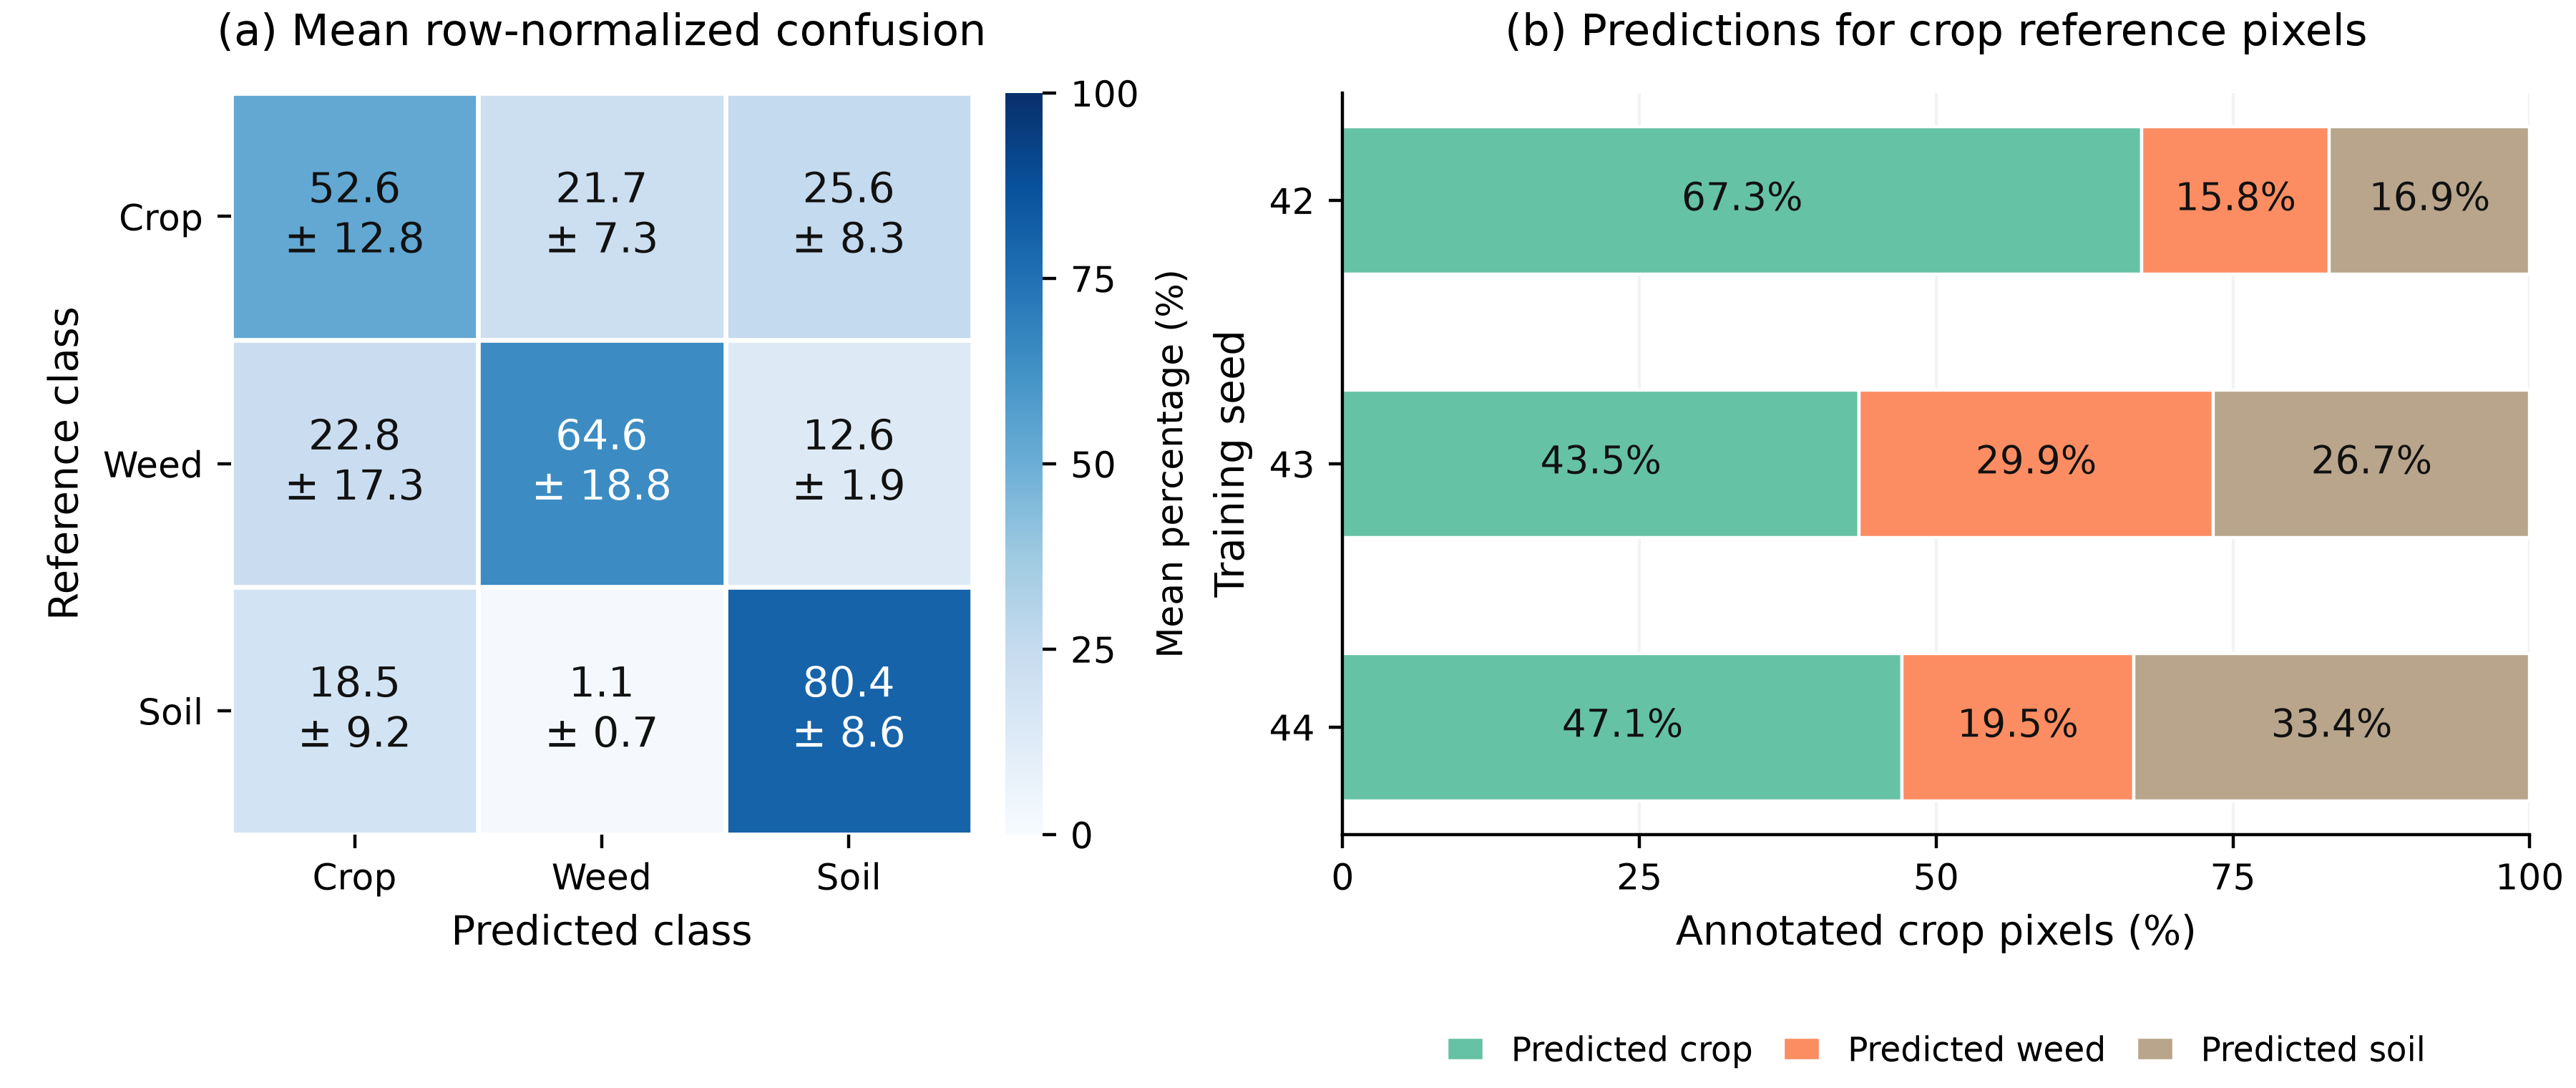 (a) Mean row-normalized confusion
Reference class
Crop
Weed
Soil
52.6
± 12.8
21.7
± 7.3
25.6
± 8.3
22.8
± 17.3
64.6
± 18.8
12.6
± 1.9
18.5
± 9.2
1.1
± 0.7
80.4
± 8.6
Crop
Weed
Soil
Predicted class
100
75
50
25
0
Mean percentage (%)
(b) Predictions for crop reference pixels
Training seed
42
67.3%
15.8%
16.9%
43
43.5%
29.9%
26.7%
44
47.1%
19.5%
33.4%
0
25
50
75
100
Annotated crop pixels (%)
Predicted crop
Predicted weed
Predicted soil